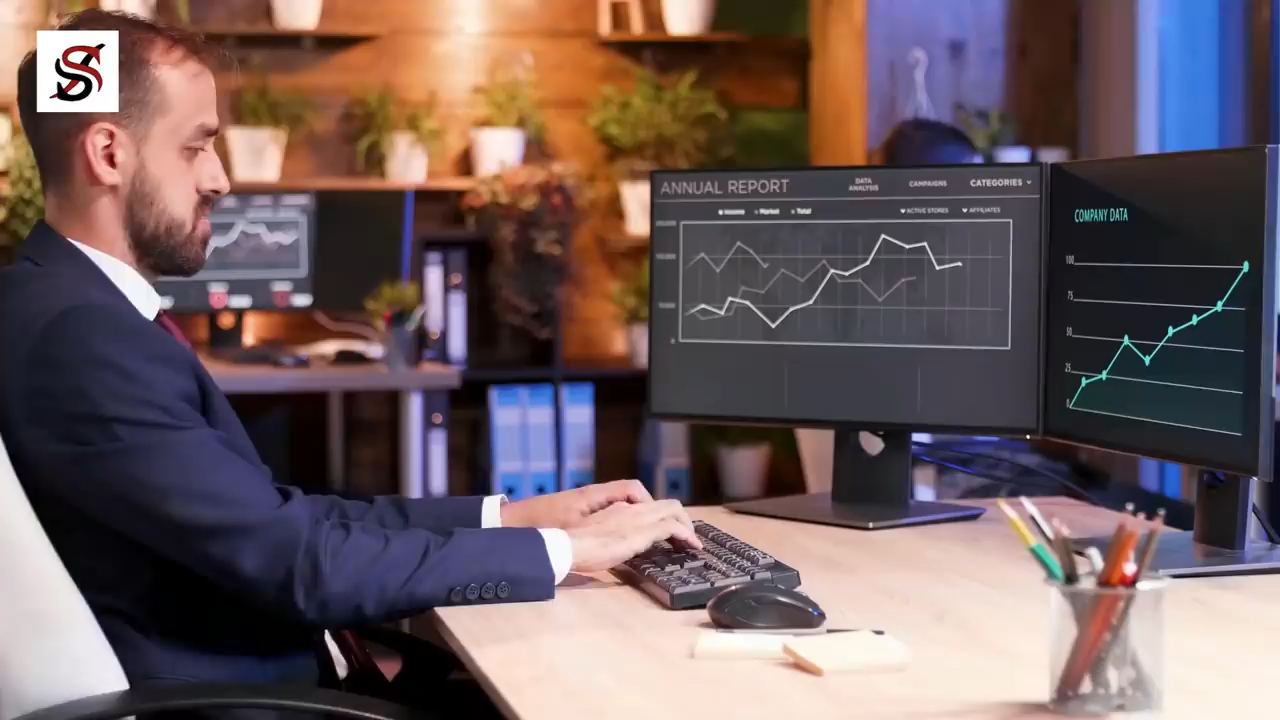 S
ANNUAL REPORT
DATA
ANALYSIS
CAMPAIGNS
CATEGORIES
Income
Market
Total
ACTIVE STORES
AFFILIATES
COMPANY DATA
100
75
50
25
0